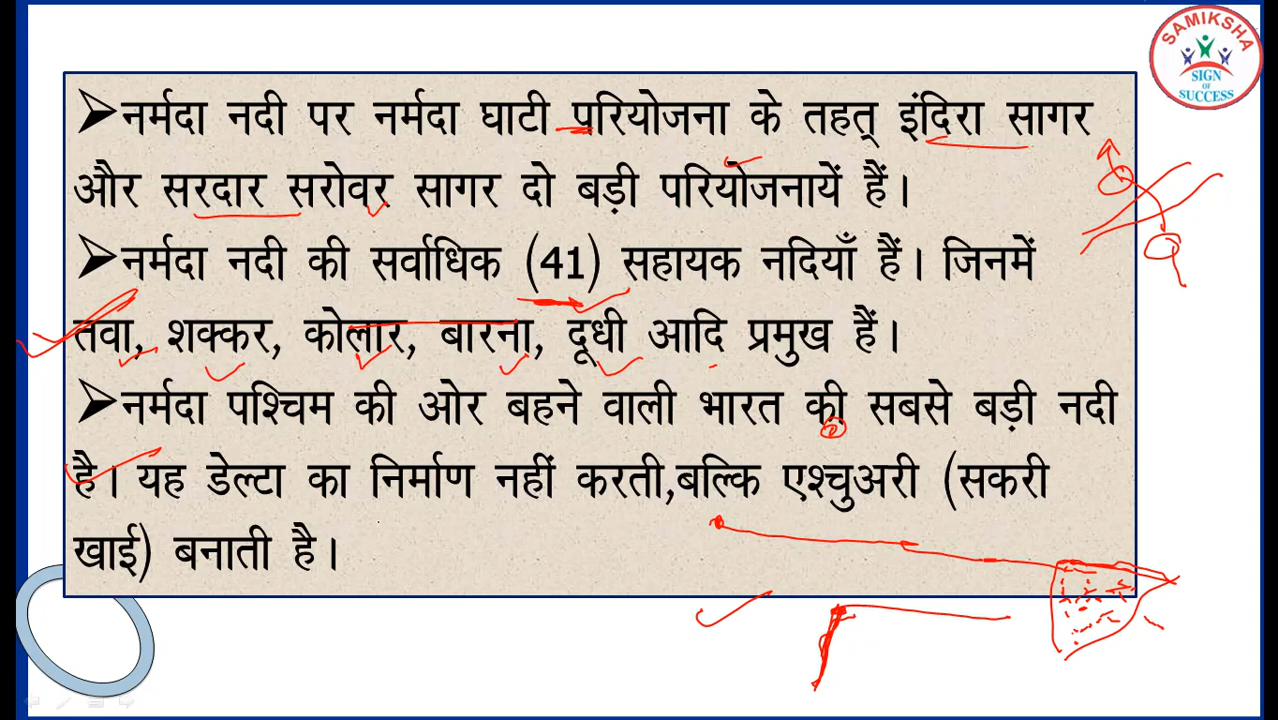 SAMIKSHA
SIGN
OF
SUCCESS
➢नर्मदा नदी पर नर्मदा घाटी परियोजना के तहत् इंदिरा सागर
और सरदार सरोवर सागर दो बड़ी परियोजनायें हैं।
➢नर्मदा नदी की सर्वाधिक (41) सहायक नदियाँ हैं। जिनमें
तवा, शक्कर, कोलार, बारना, दूधी आदि प्रमुख हैं।
➢नर्मदा पश्चिम की ओर बहने वाली भारत की सबसे बड़ी नदी
है। यह डेल्टा का निर्माण नहीं करती,बल्कि एश्चुअरी (सकरी
खाई) बनाती है।